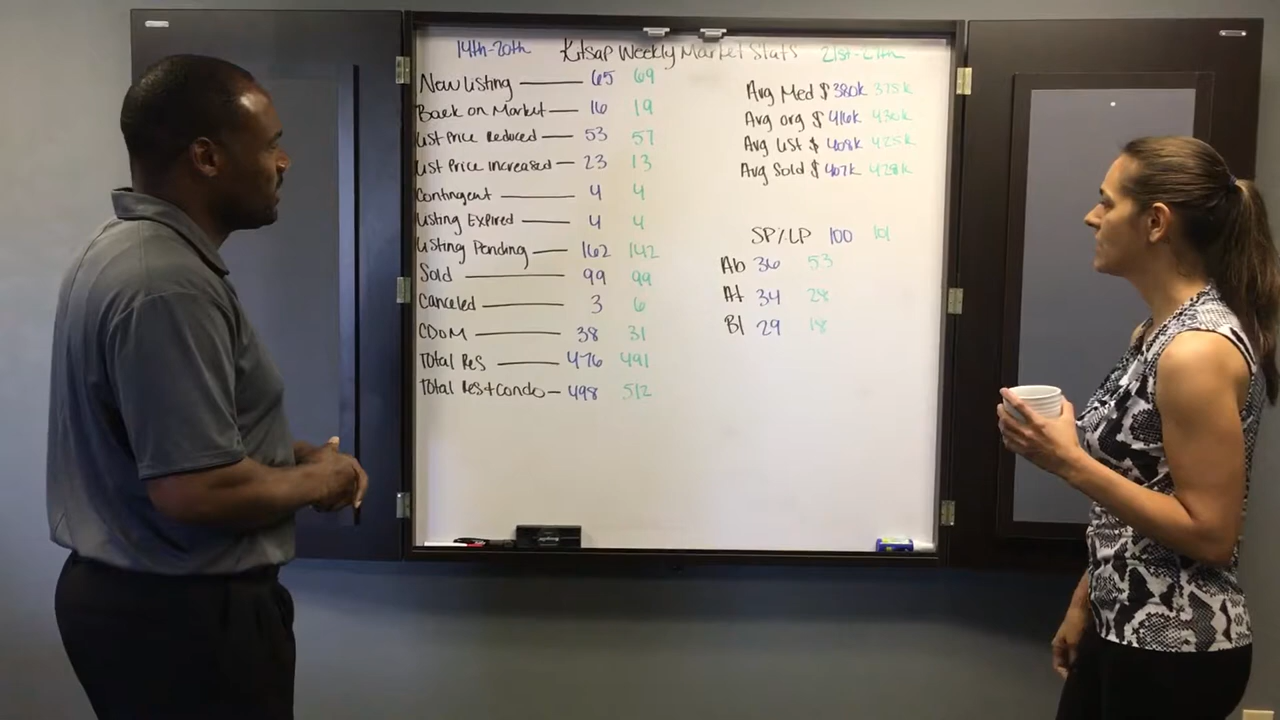 14th-20th Kitsap Weekly Market Stats 21st-27th
New Listing 65 69
Back on Market 16 19
List Price Reduced 53 57
List Price Increased 23 13
Contingent 4 4
Listing Expired 4 4
Listing Pending 162 142
Sold 99 99
Canceled 3 6
CDOM 38 31
Total Res 476 491
Total Res+Condo 498 512
Avg Med $ 380k 375k
Avg org $ 416k 430k
Avg List $ 408k 425k
Avg Sold $ 407k 428k
SP%LP 100 101
Ab 36 53
At 34 28
Bl 29 18